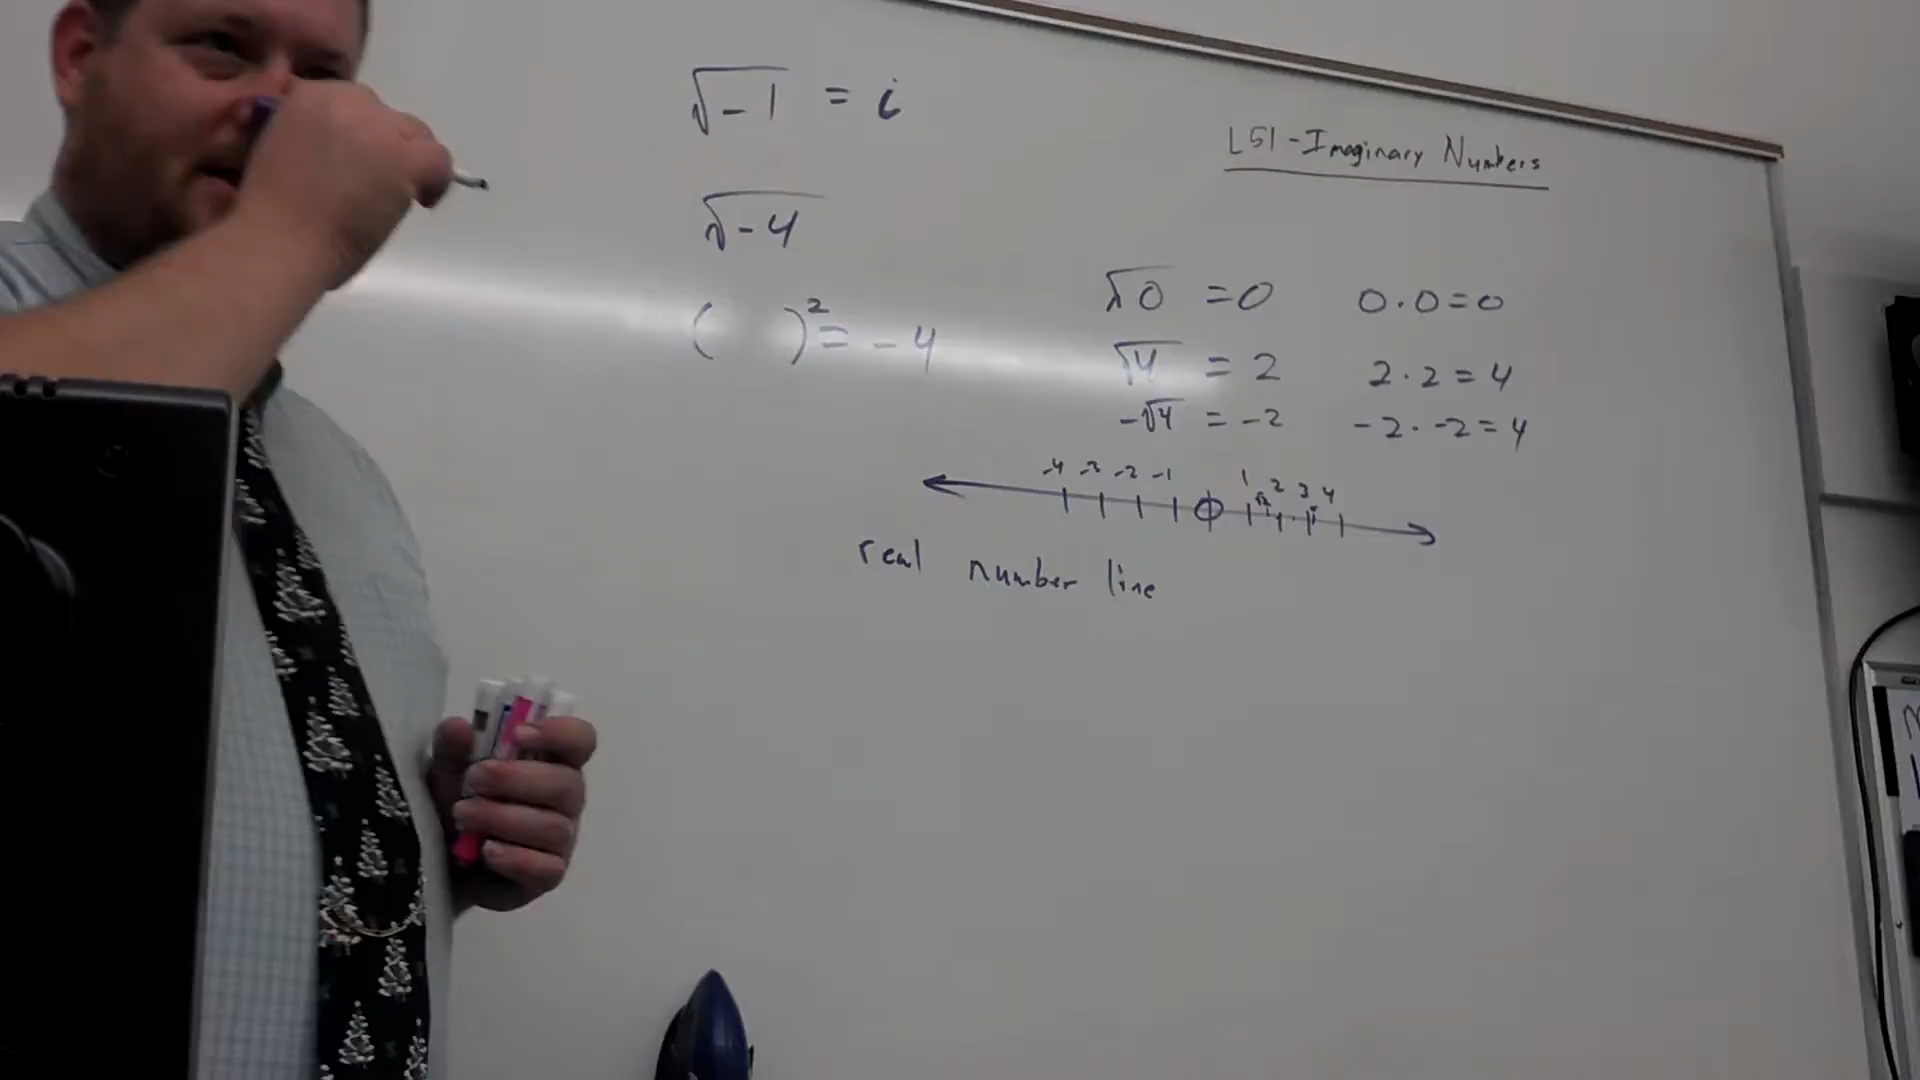 √-1 = i
L51 - Imaginary Numbers
√-4
( )² = -4
√0 = 0 0·0=0
√4 = 2 2·2=4
-√4 = -2 -2·-2=4
-4 -3 -2 -1 1 √2 2 3 4
real number line